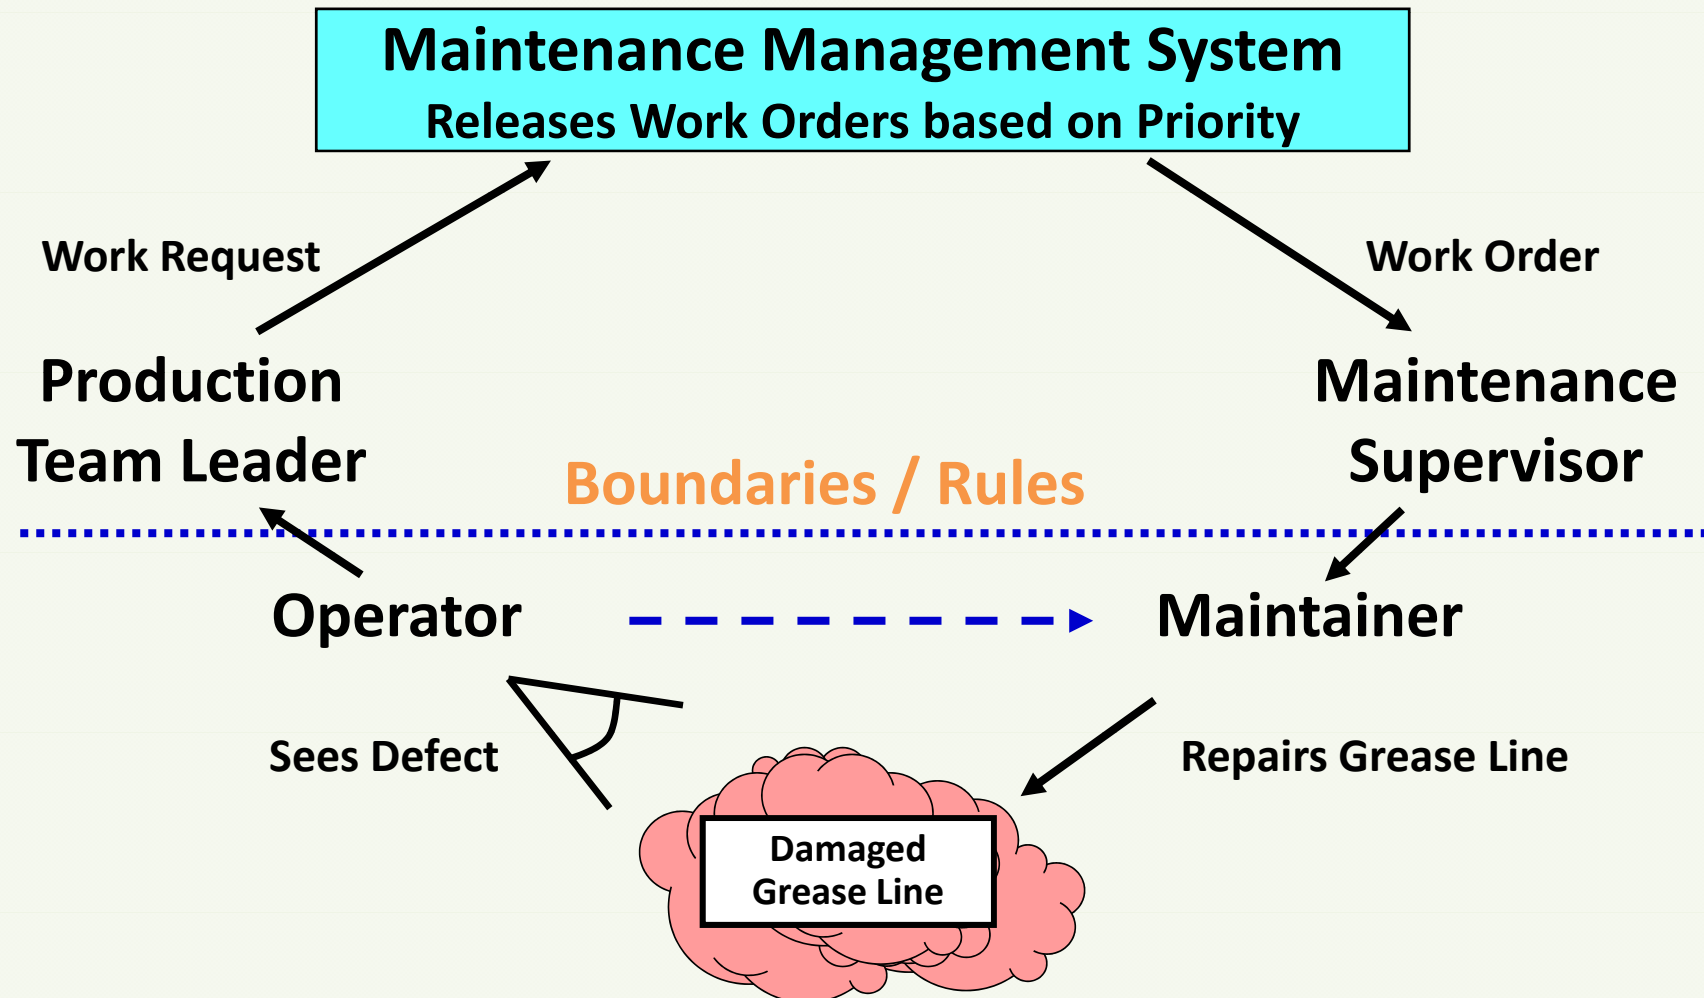 Maintenance Management System
Releases Work Orders based on Priority
Work Request
Work Order
Production
Team Leader
Maintenance
Supervisor
Boundaries / Rules
Operator
Maintainer
Sees Defect
Repairs Grease Line
Damaged
Grease Line